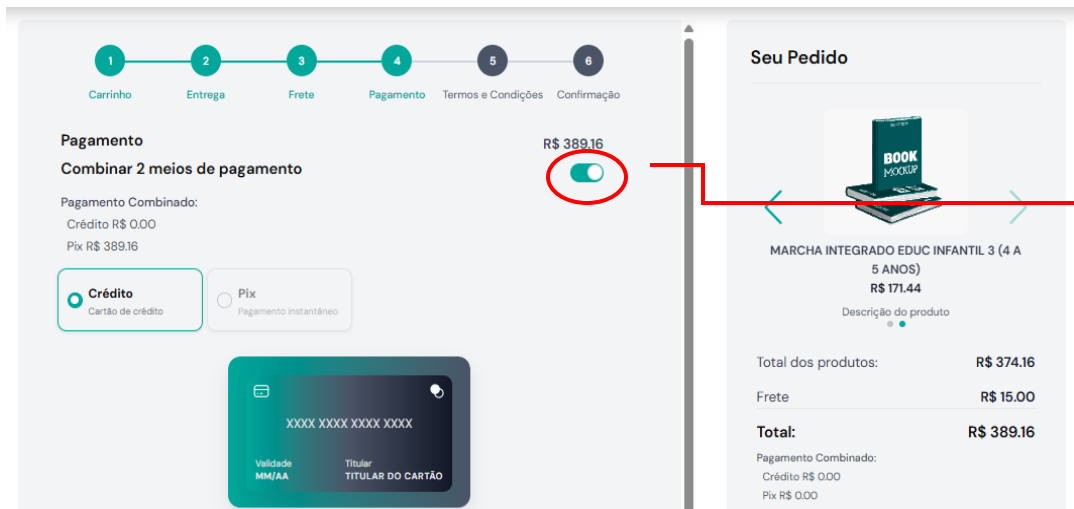 1 2 3 4 5 6
Carrinho Entrega Frete Pagamento Termos e Condições Confirmação
Pagamento
R$ 389.16
Combinar 2 meios de pagamento
Pagamento Combinado:
Crédito R$ 0.00
Pix R$ 389.16
Crédito
Cartão de crédito
Pix
Pagamento instantâneo
XXXX XXXX XXXX XXXX
Validade Titular
MM/AA TITULAR DO CARTÃO
Seu Pedido
BOOK
MOCKUP
MARCHA INTEGRADO EDUC INFANTIL 3 (4 A
5 ANOS)
R$ 171.44
Descrição do produto
Total dos produtos: R$ 374.16
Frete R$ 15.00
Total: R$ 389.16
Pagamento Combinado:
Crédito R$ 0.00
Pix R$ 0.00